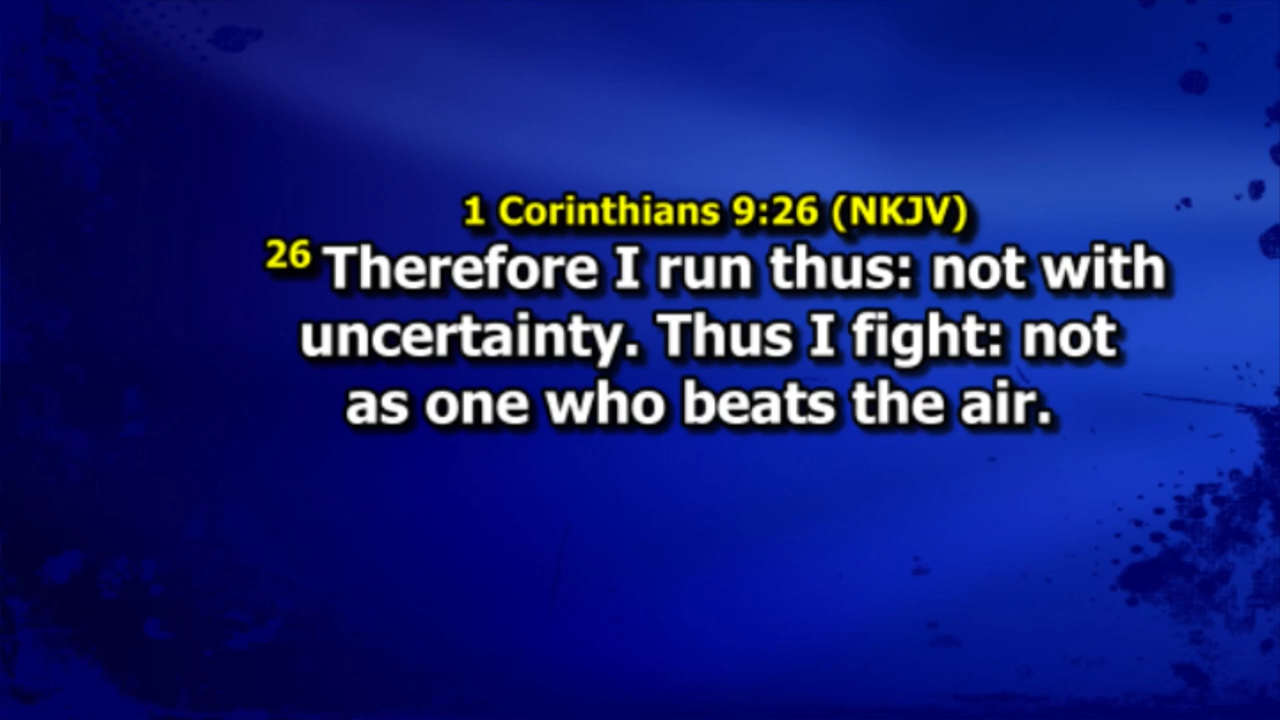 1 Corinthians 9:26 (NKJV)
26 Therefore I run thus: not with
uncertainty. Thus I fight: not
as one who beats the air.